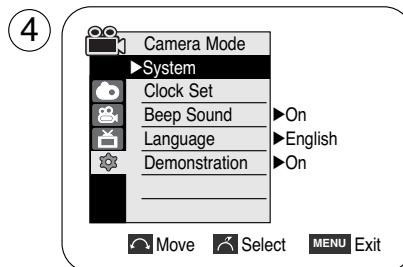 4
Camera Mode
▶System
Clock Set
Beep Sound ▶On
Language ▶English
Demonstration ▶On
Move Select MENU Exit